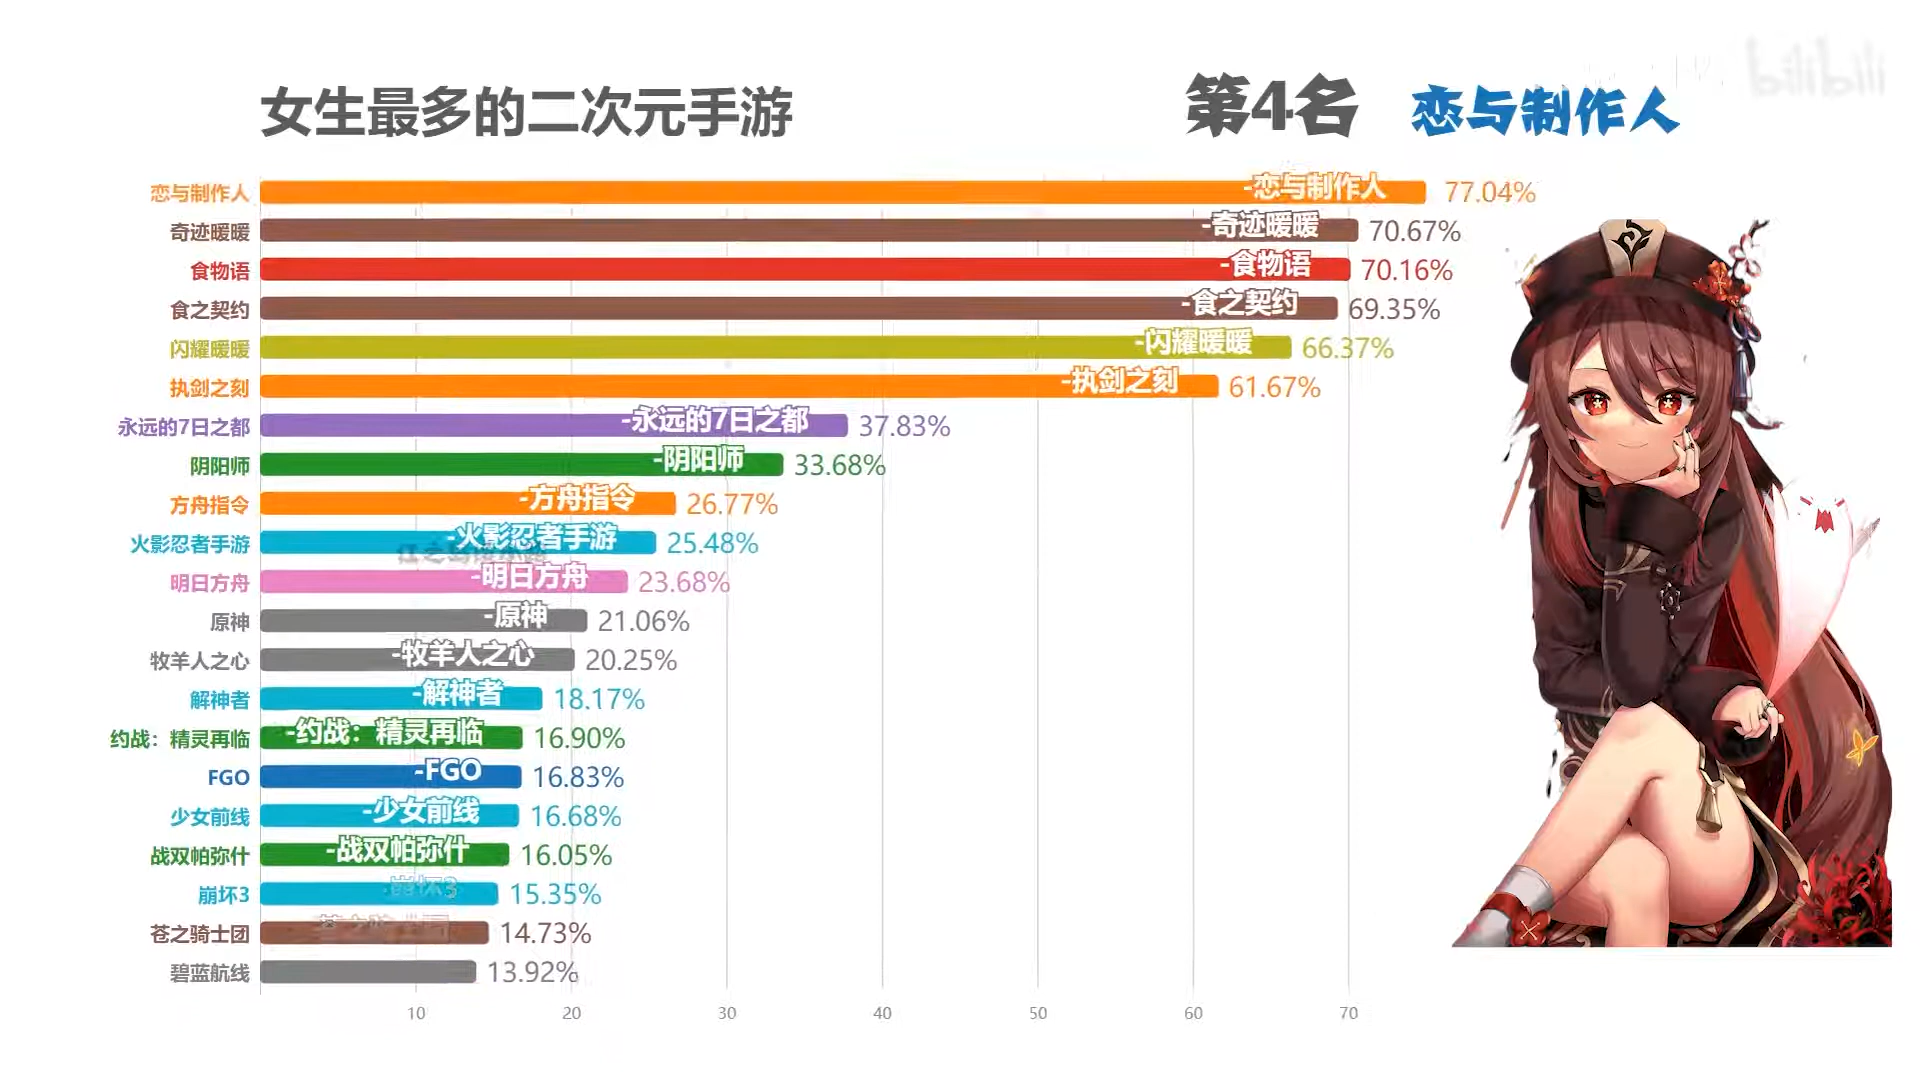 bilibili
女生最多的二次元手游
第4名 恋与制作人
恋与制作人 -恋与制作人 77.04%
奇迹暖暖 -奇迹暖暖 70.67%
食物语 -食物语 70.16%
食之契约 -食之契约 69.35%
闪耀暖暖 -闪耀暖暖 66.37%
执剑之刻 -执剑之刻 61.67%
永远的7日之都 -永远的7日之都 37.83%
阴阳师 -阴阳师 33.68%
方舟指令 -方舟指令 26.77%
火影忍者手游 -火影忍者手游 25.48%
明日方舟 -明日方舟 23.68%
原神 -原神 21.06%
牧羊人之心 -牧羊人之心 20.25%
解神者 -解神者 18.17%
约战：精灵再临 -约战：精灵再临 16.90%
FGO -FGO 16.83%
少女前线 -少女前线 16.68%
战双帕弥什 -战双帕弥什 16.05%
崩坏3 -崩坏3 15.35%
苍之骑士团 14.73%
碧蓝航线 13.92%
10 20 30 40 50 60 70